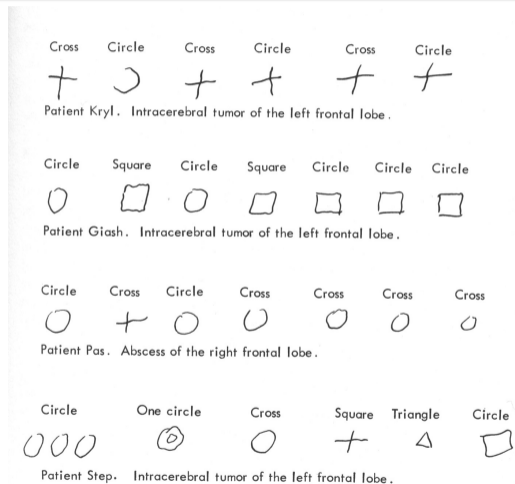 Cross Circle Cross Circle Cross Circle
Patient Kryl. Intracerebral tumor of the left frontal lobe.
Circle Square Circle Square Circle Circle Circle
Patient Giash. Intracerebral tumor of the left frontal lobe.
Circle Cross Circle Cross Cross Cross Cross
Patient Pas. Abscess of the right frontal lobe.
Circle One circle Cross Square Triangle Circle
Patient Step. Intracerebral tumor of the left frontal lobe.